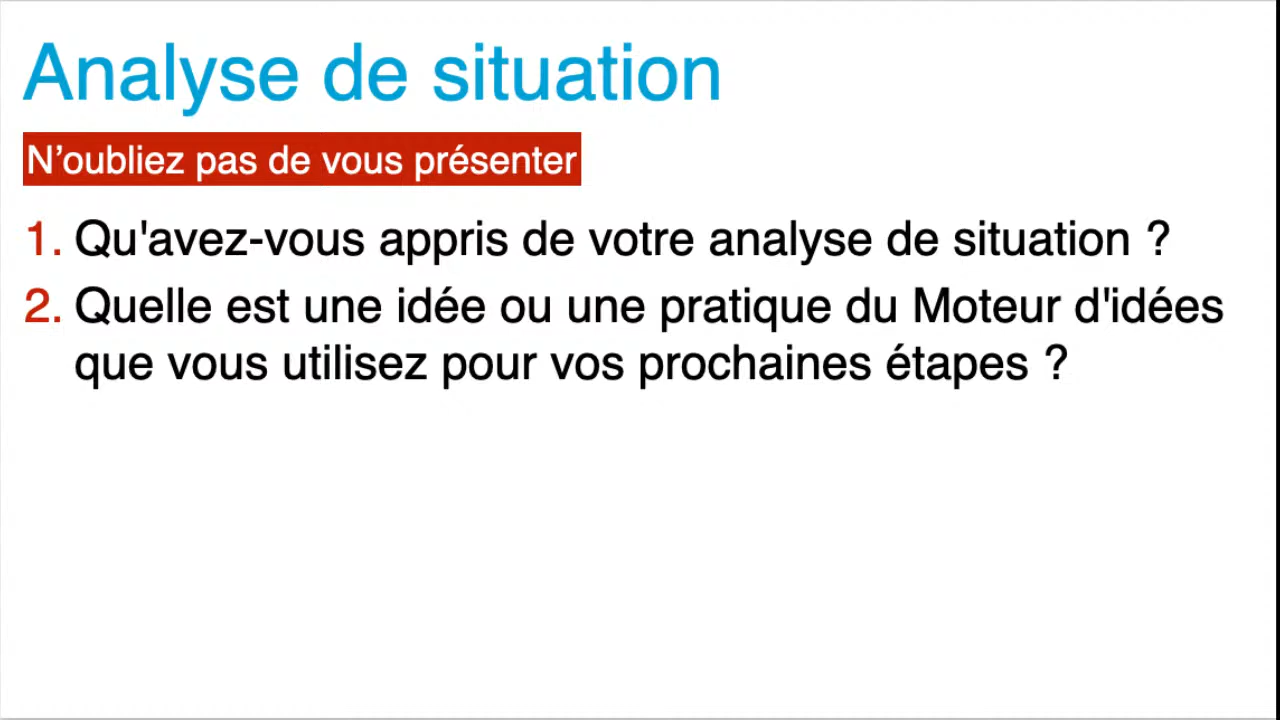 Analyse de situation
N’oubliez pas de vous présenter
1. Qu'avez-vous appris de votre analyse de situation ?
2. Quelle est une idée ou une pratique du Moteur d'idées
que vous utilisez pour vos prochaines étapes ?